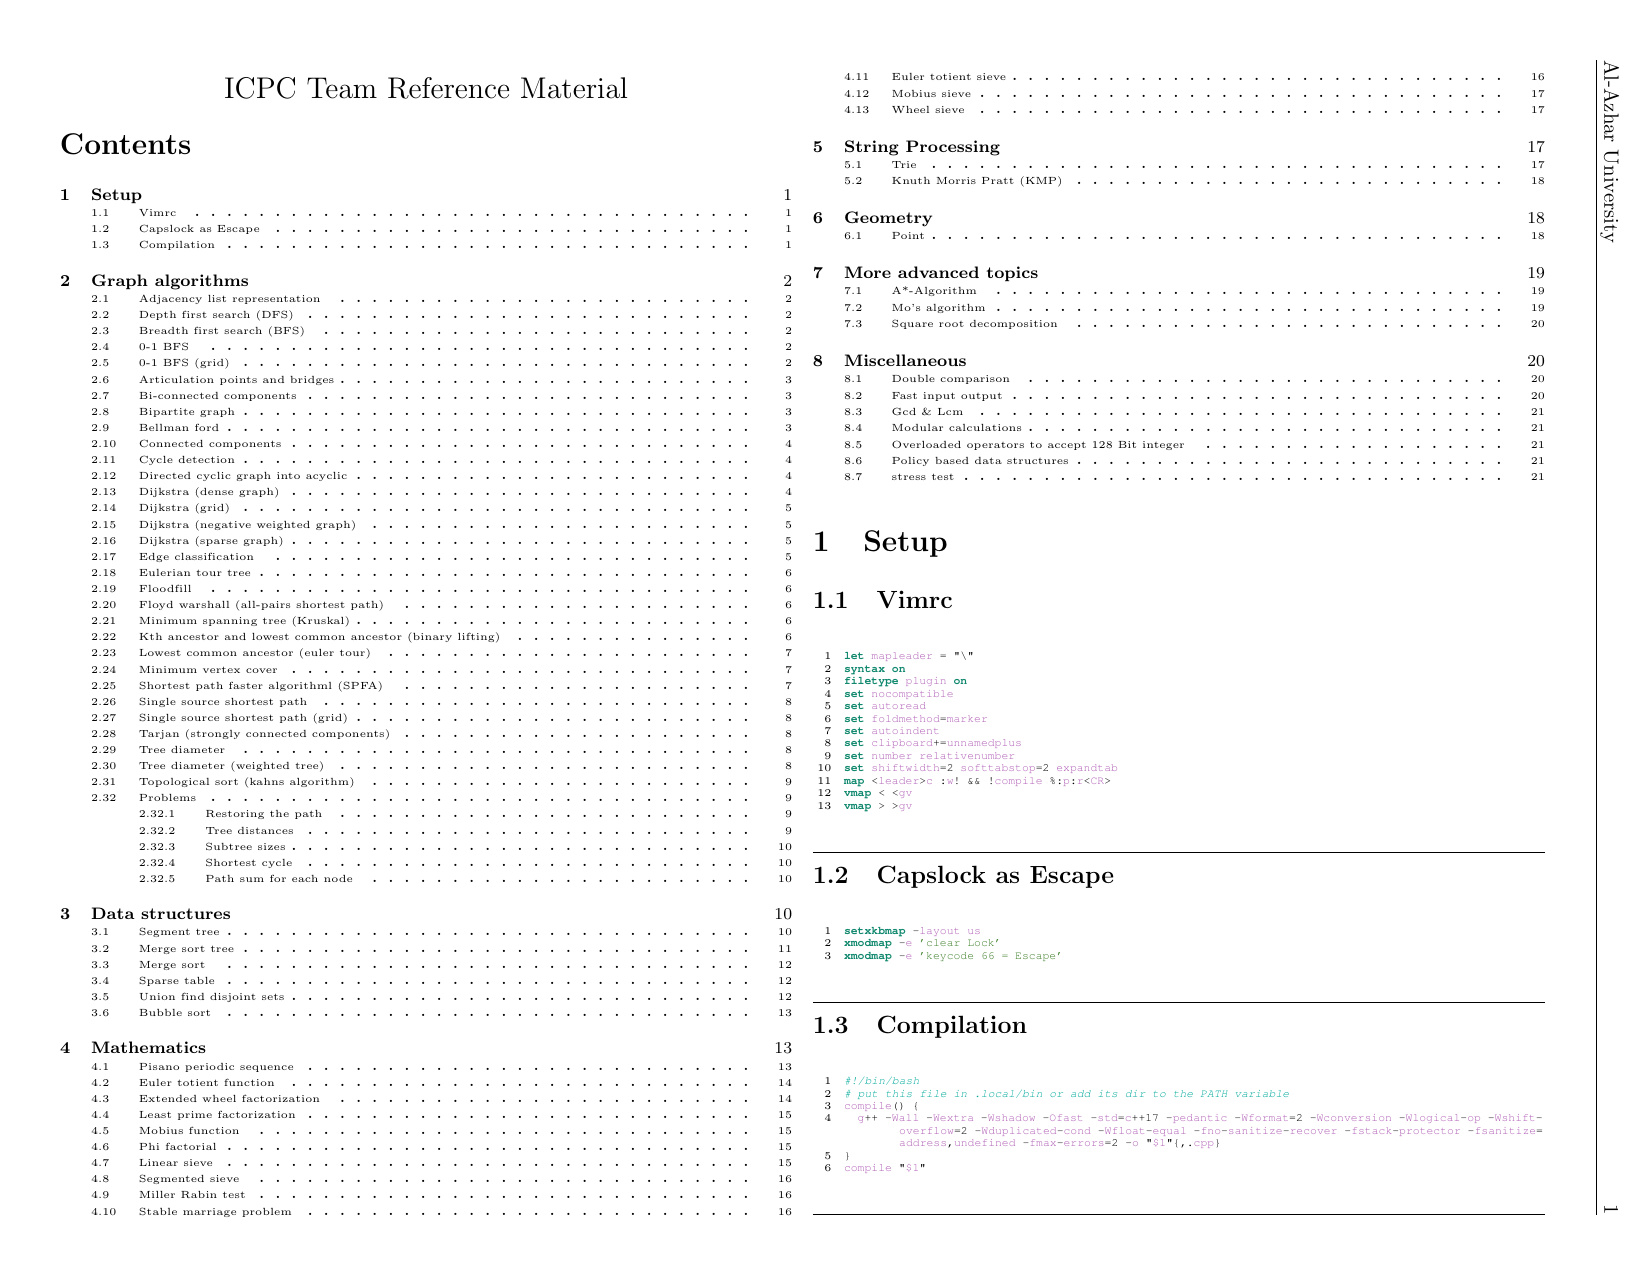 ICPC Team Reference Material
Contents
1 Setup 1
1.1 Vimrc 1
1.2 Capslock as Escape 1
1.3 Compilation 1
2 Graph algorithms 2
2.1 Adjacency list representation 2
2.2 Depth first search (DFS) 2
2.3 Breadth first search (BFS) 2
2.4 0-1 BFS 2
2.5 0-1 BFS (grid) 2
2.6 Articulation points and bridges 3
2.7 Bi-connected components 3
2.8 Bipartite graph 3
2.9 Bellman ford 3
2.10 Connected components 4
2.11 Cycle detection 4
2.12 Directed cyclic graph into acyclic 4
2.13 Dijkstra (dense graph) 4
2.14 Dijkstra (grid) 5
2.15 Dijkstra (negative weighted graph) 5
2.16 Dijkstra (sparse graph) 5
2.17 Edge classification 5
2.18 Eulerian tour tree 6
2.19 Floodfill 6
2.20 Floyd warshall (all-pairs shortest path) 6
2.21 Minimum spanning tree (Kruskal) 6
2.22 Kth ancestor and lowest common ancestor (binary lifting) 6
2.23 Lowest common ancestor (euler tour) 7
2.24 Minimum vertex cover 7
2.25 Shortest path faster algorithml (SPFA) 7
2.26 Single source shortest path 8
2.27 Single source shortest path (grid) 8
2.28 Tarjan (strongly connected components) 8
2.29 Tree diameter 8
2.30 Tree diameter (weighted tree) 8
2.31 Topological sort (kahns algorithm) 9
2.32 Problems 9
2.32.1 Restoring the path 9
2.32.2 Tree distances 9
2.32.3 Subtree sizes 10
2.32.4 Shortest cycle 10
2.32.5 Path sum for each node 10
3 Data structures 10
3.1 Segment tree 10
3.2 Merge sort tree 11
3.3 Merge sort 12
3.4 Sparse table 12
3.5 Union find disjoint sets 12
3.6 Bubble sort 13
4 Mathematics 13
4.1 Pisano periodic sequence 13
4.2 Euler totient function 14
4.3 Extended wheel factorization 14
4.4 Least prime factorization 15
4.5 Mobius function 15
4.6 Phi factorial 15
4.7 Linear sieve 15
4.8 Segmented sieve 16
4.9 Miller Rabin test 16
4.10 Stable marriage problem 16
4.11 Euler totient sieve 16
4.12 Mobius sieve 17
4.13 Wheel sieve 17
5 String Processing 17
5.1 Trie 17
5.2 Knuth Morris Pratt (KMP) 18
6 Geometry 18
6.1 Point 18
7 More advanced topics 19
7.1 A*-Algorithm 19
7.2 Mo's algorithm 19
7.3 Square root decomposition 20
8 Miscellaneous 20
8.1 Double comparison 20
8.2 Fast input output 20
8.3 Gcd & Lcm 21
8.4 Modular calculations 21
8.5 Overloaded operators to accept 128 Bit integer 21
8.6 Policy based data structures 21
8.7 stress test 21
1 Setup
1.1 Vimrc
1 let mapleader = "\"
2 syntax on
3 filetype plugin on
4 set nocompatible
5 set autoread
6 set foldmethod=marker
7 set autoindent
8 set clipboard+=unnamedplus
9 set number relativenumber
10 set shiftwidth=2 softtabstop=2 expandtab
11 map <leader>c :w! && !compile %:p:r<CR>
12 vmap < <gv
13 vmap > >gv
1.2 Capslock as Escape
1 setxkbmap -layout us
2 xmodmap -e 'clear Lock'
3 xmodmap -e 'keycode 66 = Escape'
1.3 Compilation
1 #!/bin/bash
2 # put this file in .local/bin or add its dir to the PATH variable
3 compile() {
4 g++ -Wall -Wextra -Wshadow -Ofast -std=c++17 -pedantic -Wformat=2 -Wconversion -Wlogical-op -Wshift-
overflow=2 -Wduplicated-cond -Wfloat-equal -fno-sanitize-recover -fstack-protector -fsanitize=
address,undefined -fmax-errors=2 -o "$1"{,.cpp}
5 }
6 compile "$1"
Al-Azhar University
1